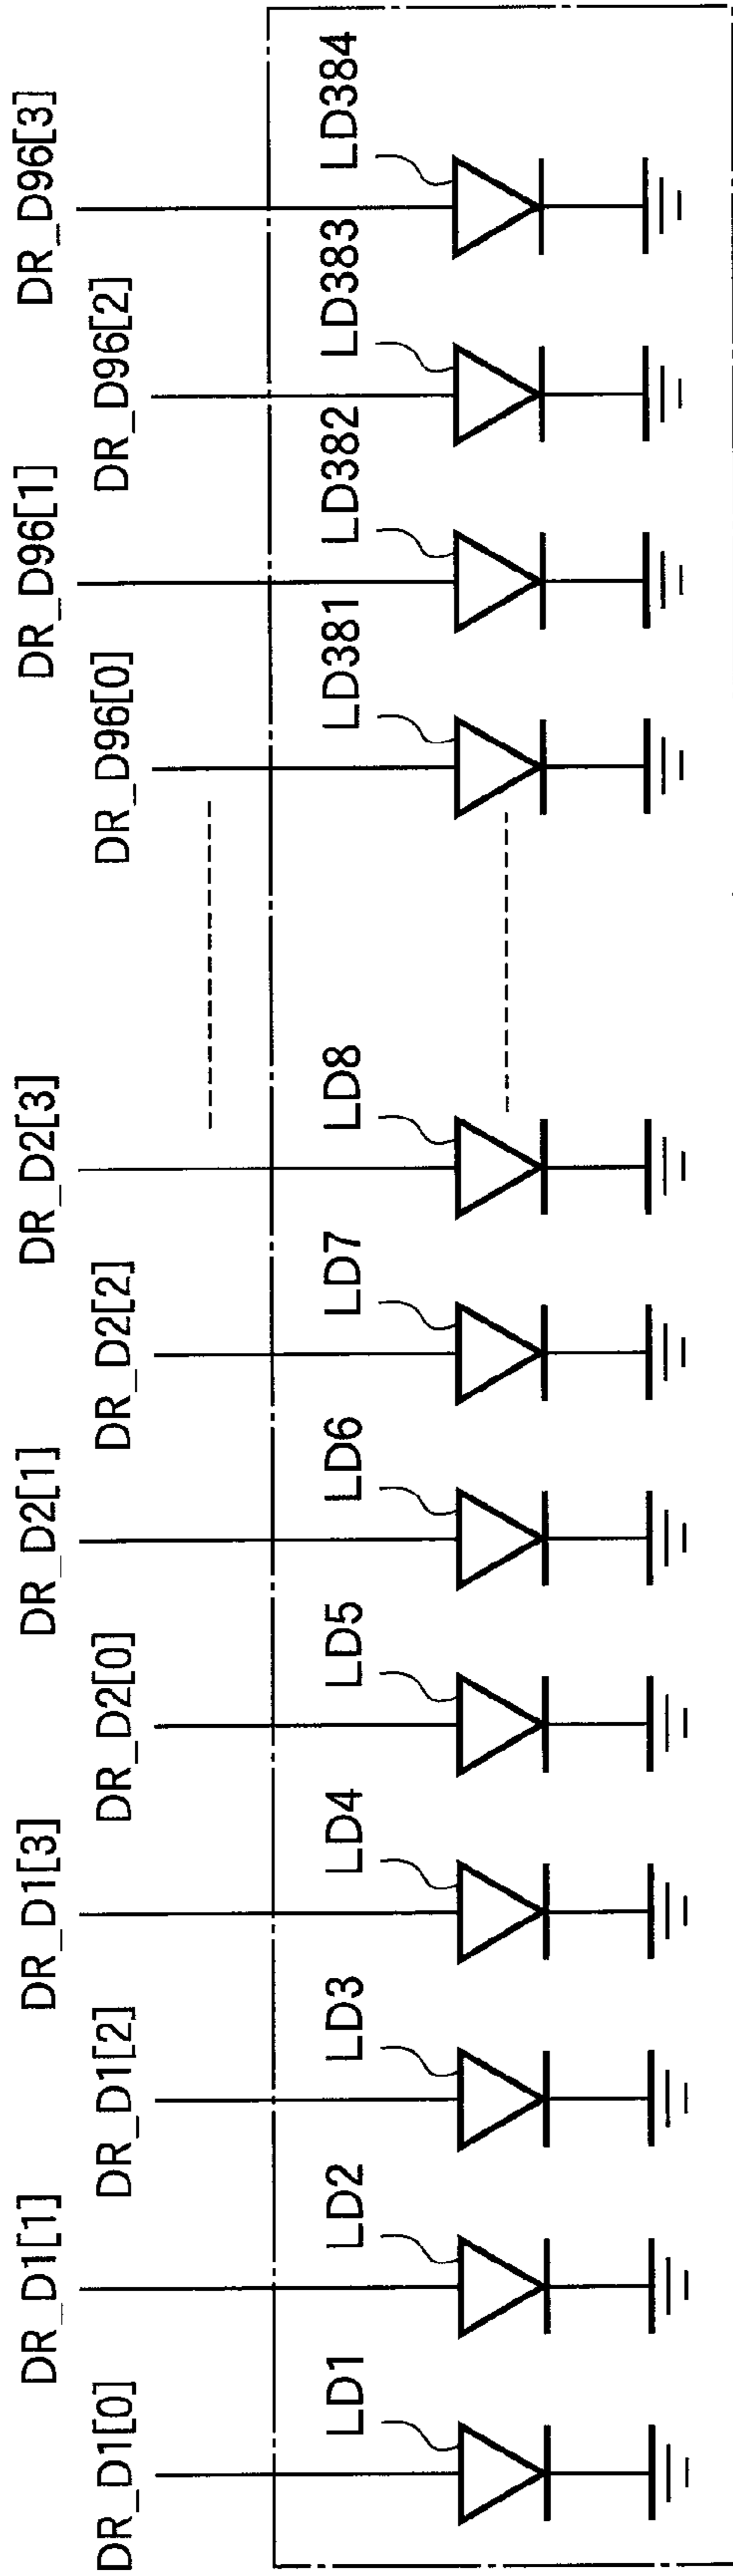 DR_D1[0]
DR_D1[1]
DR_D1[2]
DR_D1[3]
DR_D2[0]
DR_D2[1]
DR_D2[2]
DR_D2[3]
DR_D96[0]
DR_D96[1]
DR_D96[2]
DR_D96[3]
LD1
LD2
LD3
LD4
LD5
LD6
LD7
LD8
LD381
LD382
LD383
LD384